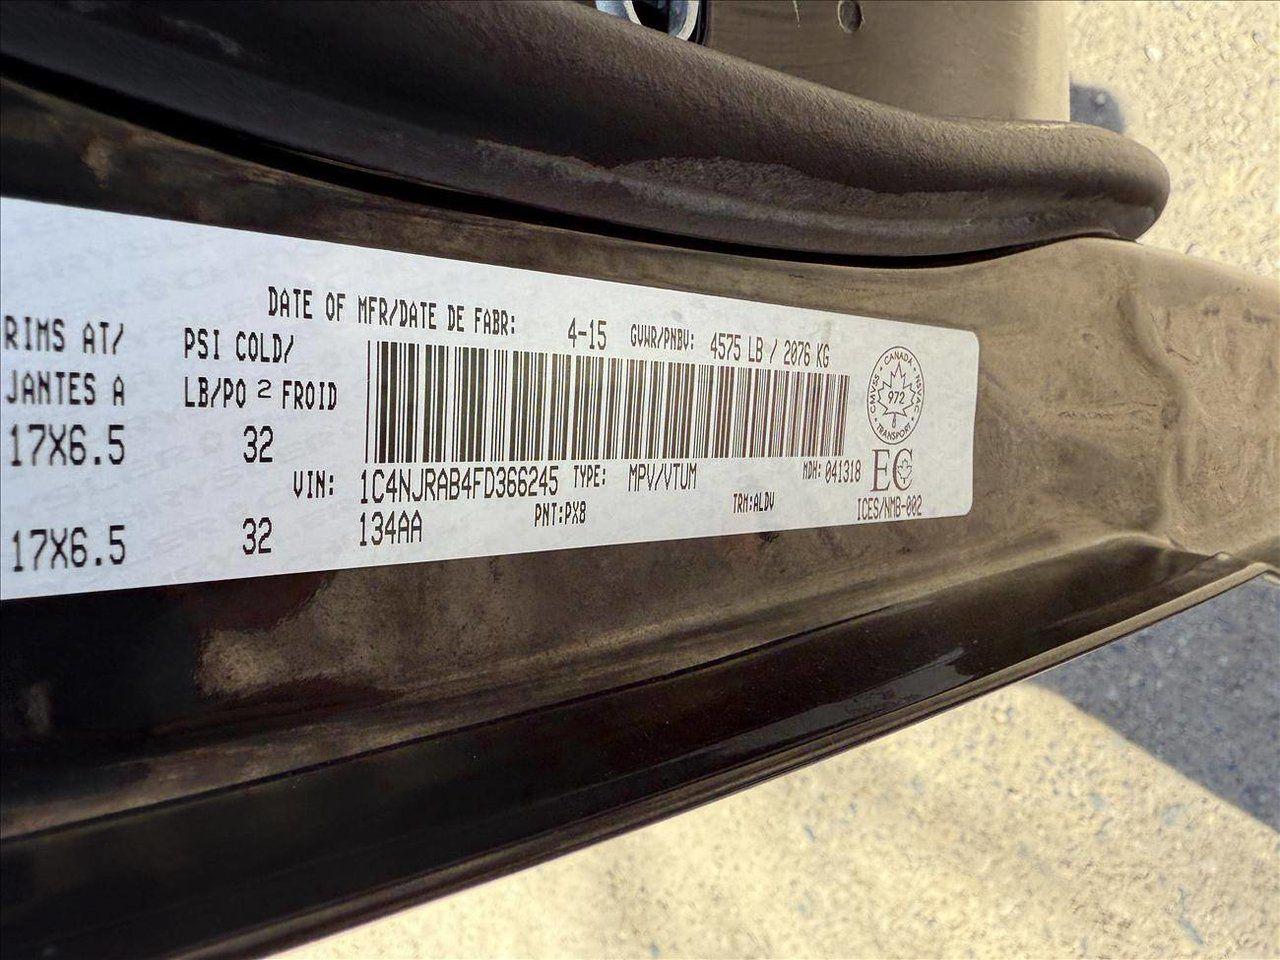 DATE OF MFR/DATE DE FABR: 4-15 GVWR/PNBV: 4575 LB / 2076 KG
RIMS AT/ PSI COLD/
JANTES A LB/PO 2 FROID
17X6.5 32
VIN: 1C4NJRAB4FD366245 TYPE: MPV/VTUM MDH: 041318
17X6.5 32 134AA PNT:PX8 TRM:ALDV
CANADA
CMVSS NSVAC
972
TRANSPORT
EC
ICES/NMB-002